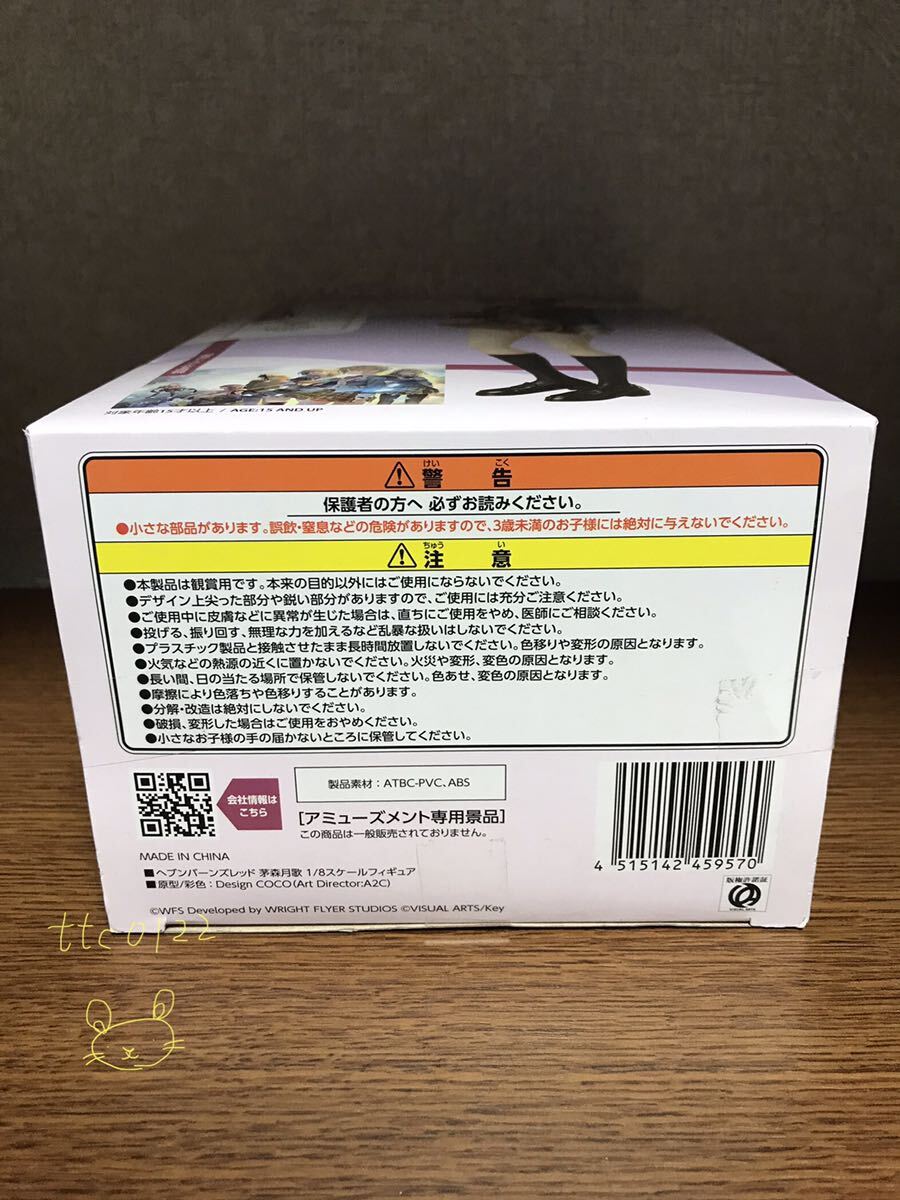 対象年齢15才以上 / AGE:15 AND UP
けい こく
警告
保護者の方へ 必ずお読みください。
●小さな部品があります。誤飲・窒息などの危険がありますので、3歳未満のお子様には絶対に与えないでください。
ちゅう い
注意
●本製品は観賞用です。本来の目的以外にはご使用にならないでください。
●デザイン上尖った部分や鋭い部分がありますので、ご使用には充分ご注意ください。
●ご使用中に皮膚などに異常が生じた場合は、直ちにご使用をやめ、医師にご相談ください。
●投げる、振り回す、無理な力を加えるなど乱暴な扱いはしないでください。
●プラスチック製品と接触させたまま長時間放置しないでください。色移りや変形の原因となります。
●火気などの熱源の近くに置かないでください。火災や変形、変色の原因となります。
●長い間、日の当たる場所で保管しないでください。色あせ、変色の原因となります。
●摩擦により色落ちや色移りすることがあります。
●分解・改造は絶対にしないでください。
●破損、変形した場合はご使用をおやめください。
●小さなお子様の手の届かないところに保管してください。
会社情報は
こちら
製品素材：ATBC-PVC、ABS
[アミューズメント専用景品]
この商品は一般販売されておりません。
MADE IN CHINA
■ヘブンバーンズレッド 茅森月歌 1/8スケールフィギュア
■原型/彩色：Design COCO(Art Director:A2C)
©WFS Developed by WRIGHT FLYER STUDIOS ©VISUAL ARTS/Key
4 515142 459570
版権許諾証
VISUAL ARTS
ttc0122